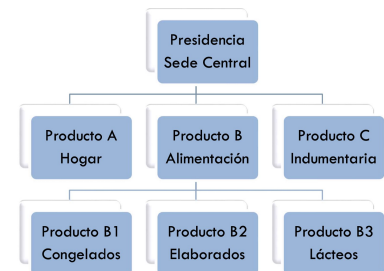 Presidencia
Sede Central
Producto A
Hogar
Producto B
Alimentación
Producto C
Indumentaria
Producto B1
Congelados
Producto B2
Elaborados
Producto B3
Lácteos